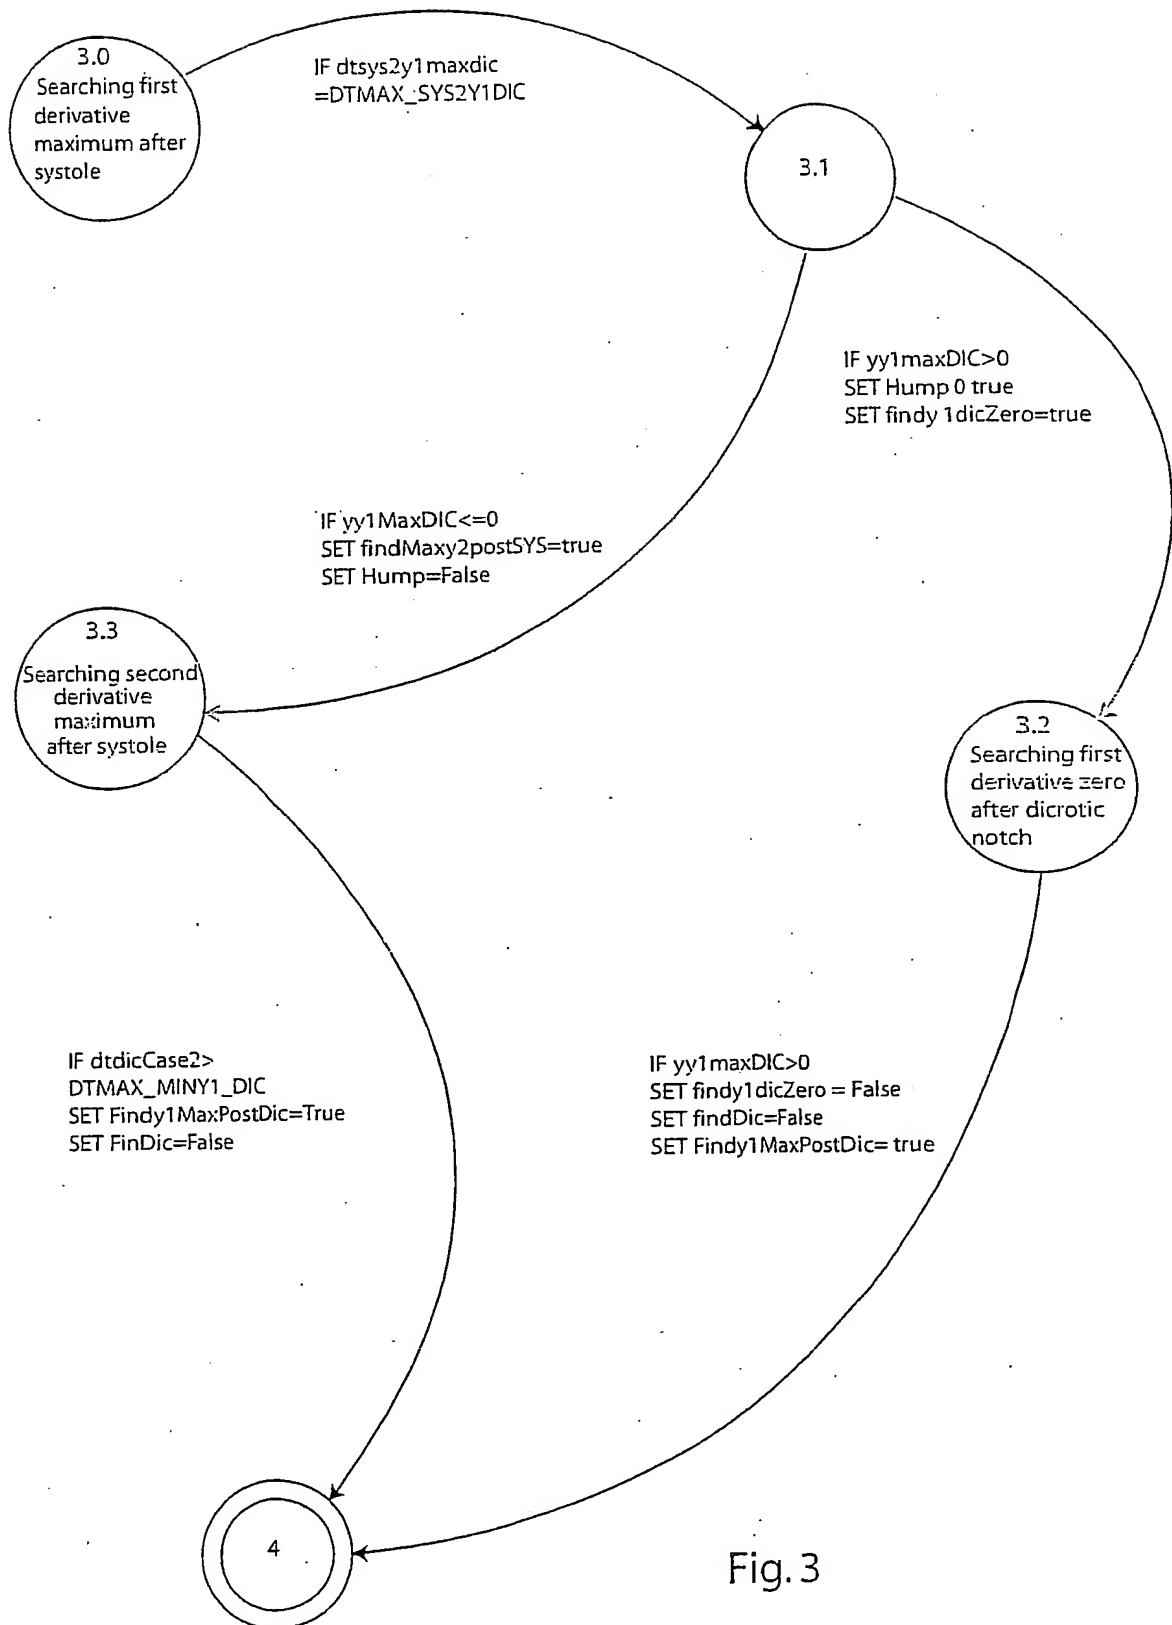 3.0
Searching first
derivative
maximum after
systole
IF dtsys2y1maxdic
=DTMAX_SYS2Y1DIC
3.1
IF yy1maxDIC>0
SET Hump 0 true
SET findy 1dicZero=true
IF yy1MaxDIC<=0
SET findMaxy2postSYS=true
SET Hump=False
3.3
Searching second
derivative
maximum
after systole
3.2
Searching first
derivative zero
after dicrotic
notch
IF dtdicCase2>
DTMAX_MINY1_DIC
SET Findy1MaxPostDic=True
SET FinDic=False
IF yy1maxDIC>0
SET findy1dicZero = False
SET findDic=False
SET Findy1MaxPostDic= true
4
Fig. 3